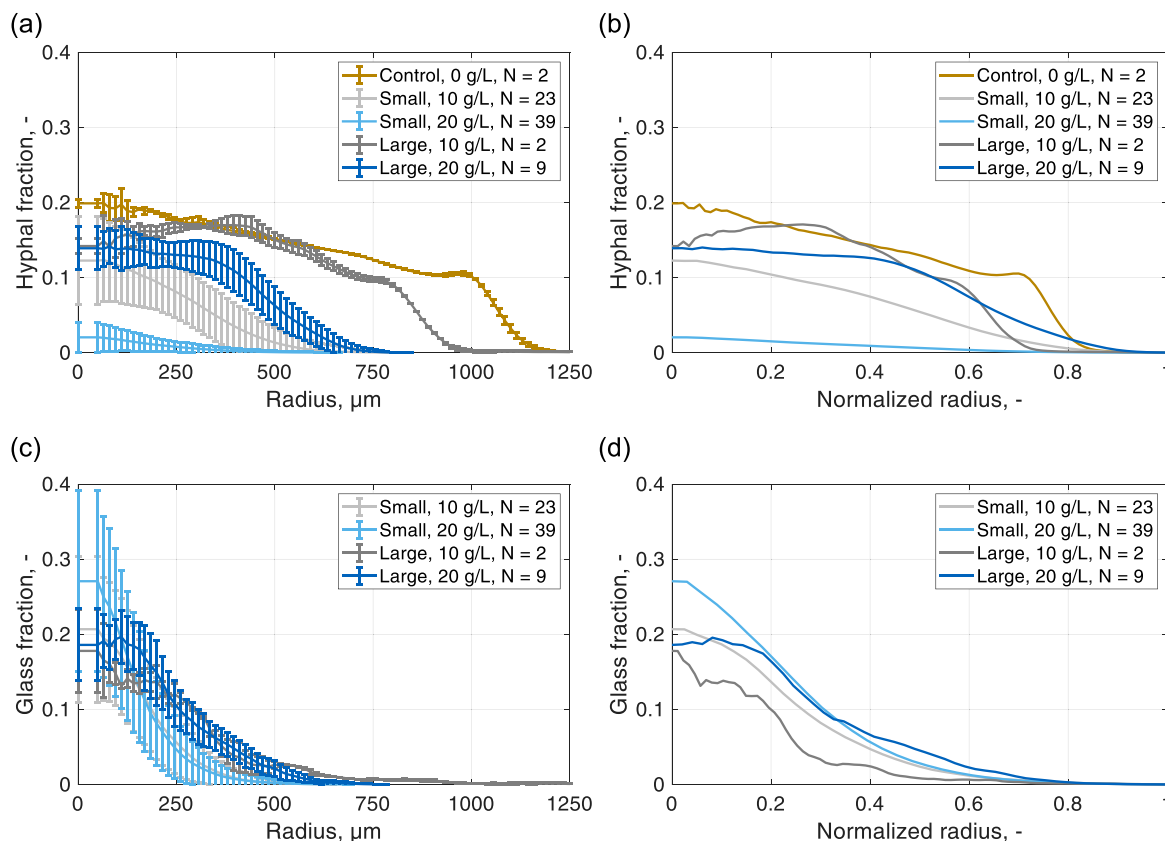 (a)
Hyphal fraction, -
0.4
0.3
0.2
0.1
0
Control, 0 g/L, N = 2
Small, 10 g/L, N = 23
Small, 20 g/L, N = 39
Large, 10 g/L, N = 2
Large, 20 g/L, N = 9
0 250 500 750 1000 1250
Radius, µm
(b)
Hyphal fraction, -
0.4
0.3
0.2
0.1
0
Control, 0 g/L, N = 2
Small, 10 g/L, N = 23
Small, 20 g/L, N = 39
Large, 10 g/L, N = 2
Large, 20 g/L, N = 9
0 0.2 0.4 0.6 0.8 1
Normalized radius, -
(c)
Glass fraction, -
0.4
0.3
0.2
0.1
0
Small, 10 g/L, N = 23
Small, 20 g/L, N = 39
Large, 10 g/L, N = 2
Large, 20 g/L, N = 9
0 250 500 750 1000 1250
Radius, µm
(d)
Glass fraction, -
0.4
0.3
0.2
0.1
0
Small, 10 g/L, N = 23
Small, 20 g/L, N = 39
Large, 10 g/L, N = 2
Large, 20 g/L, N = 9
0 0.2 0.4 0.6 0.8
Normalized radius, -